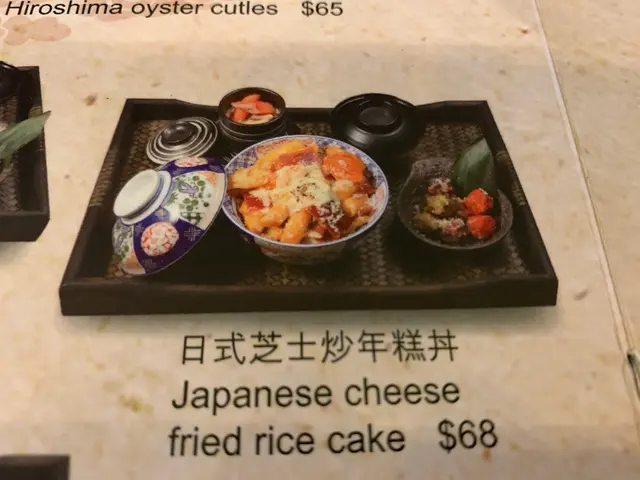 Hiroshima oyster cutles $65
日式芝士炒年糕丼
Japanese cheese
fried rice cake $68